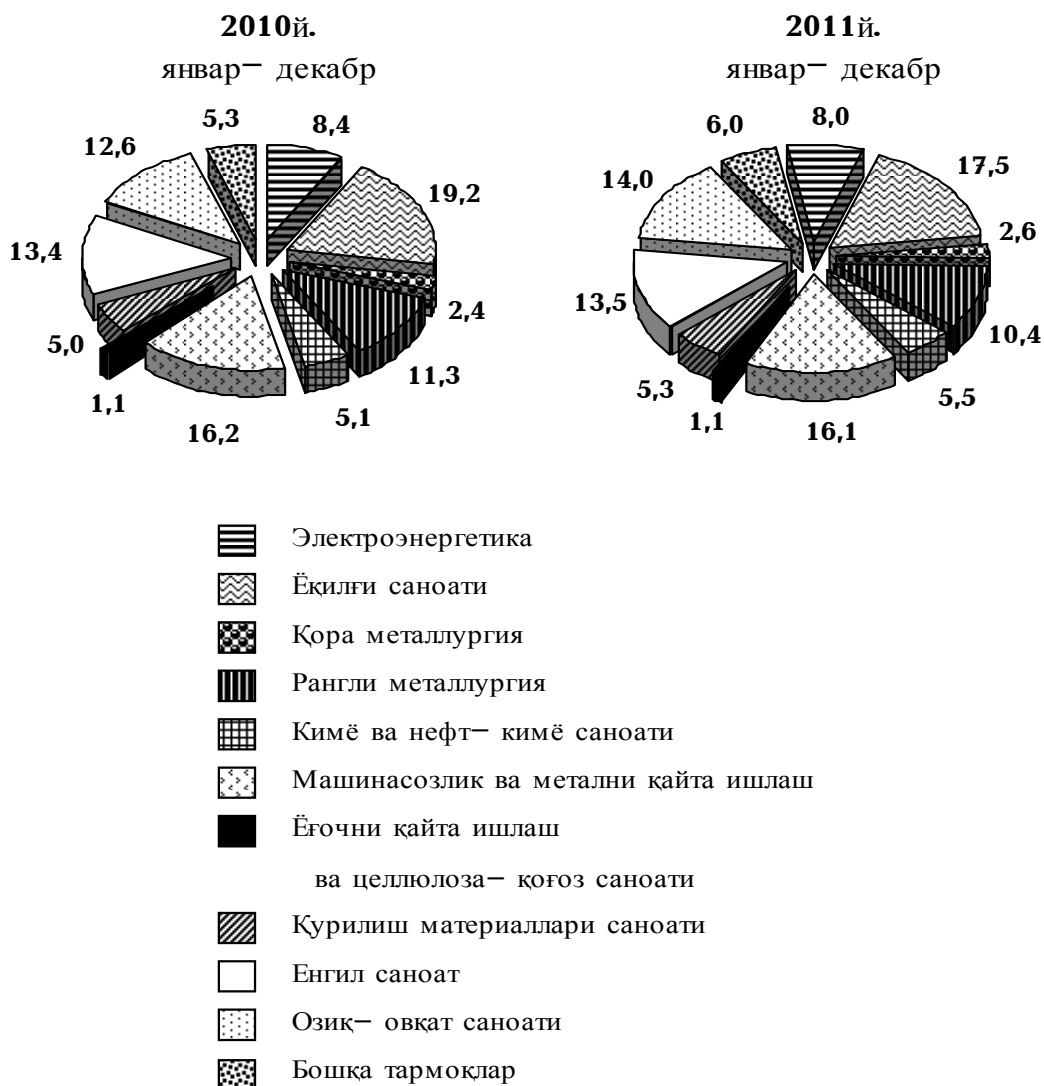 2010й.
январ— декабр
5,3
8,4
12,6
19,2
13,4
2,4
5,0
11,3
1,1
5,1
16,2
2011й.
январ— декабр
6,0
8,0
17,5
14,0
2,6
13,5
10,4
5,3
5,5
1,1
16,1
Электроэнергетика
Ёқилғи саноати
Қора металлургия
Рангли металлургия
Кимё ва нефт— кимё саноати
Машинасозлик ва метални қайта ишлаш
Ёғочни қайта ишлаш
ва целлюлоза— қоғоз саноати
Қурилиш материаллари саноати
Енгил саноат
Озиқ— овқат саноати
Бошқа тармоқлар